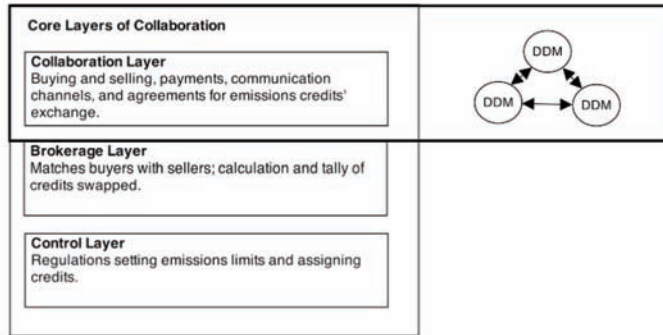 Core Layers of Collaboration
Collaboration Layer
Buying and selling, payments, communication
channels, and agreements for emissions credits'
exchange.
DDM
DDM
DDM
Brokerage Layer
Matches buyers with sellers; calculation and tally of
credits swapped.
Control Layer
Regulations setting emissions limits and assigning
credits.